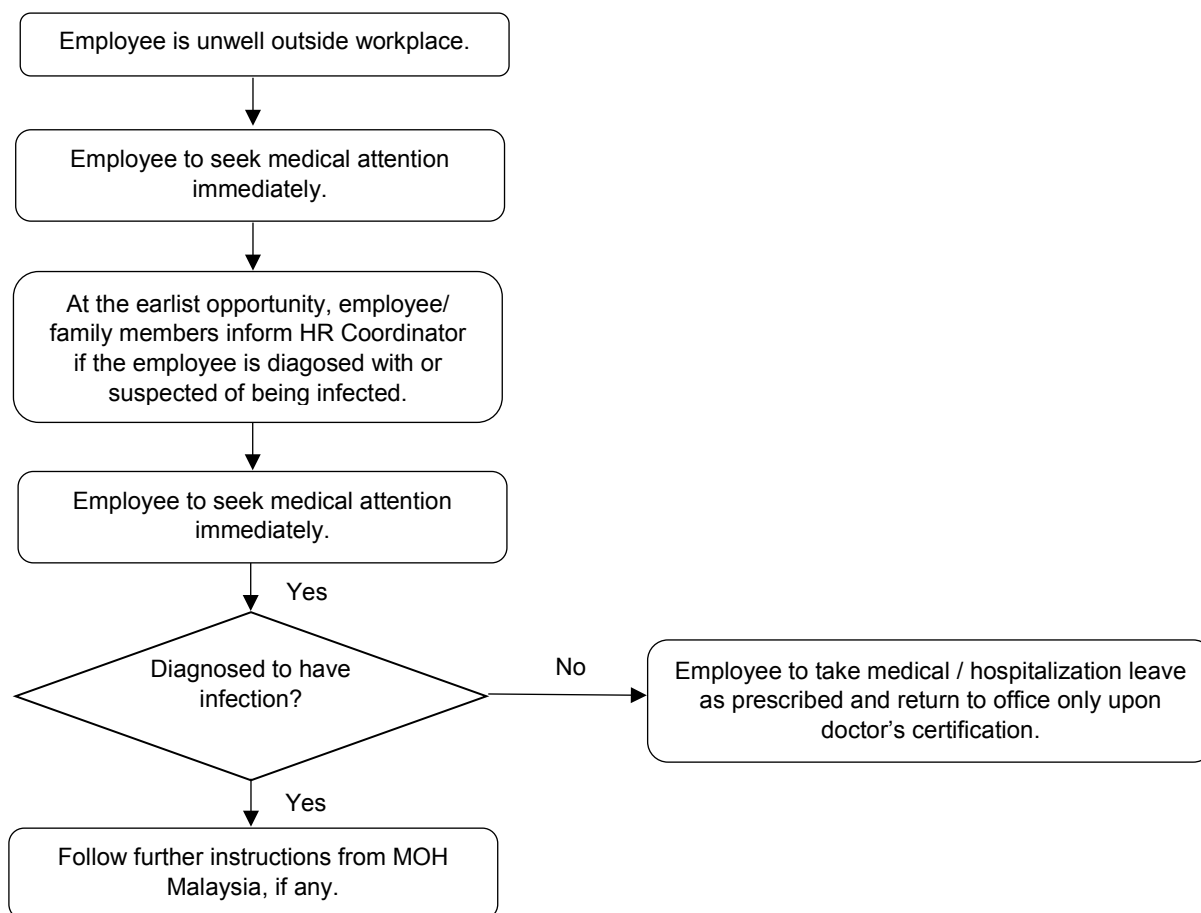 Employee is unwell outside workplace.
Employee to seek medical attention
immediately.
At the earlist opportunity, employee/
family members inform HR Coordinator
if the employee is diagosed with or
suspected of being infected.
Employee to seek medical attention
immediately.
Yes
Diagnosed to have
infection?
No
Employee to take medical / hospitalization leave
as prescribed and return to office only upon
doctor’s certification.
Yes
Follow further instructions from MOH
Malaysia, if any.